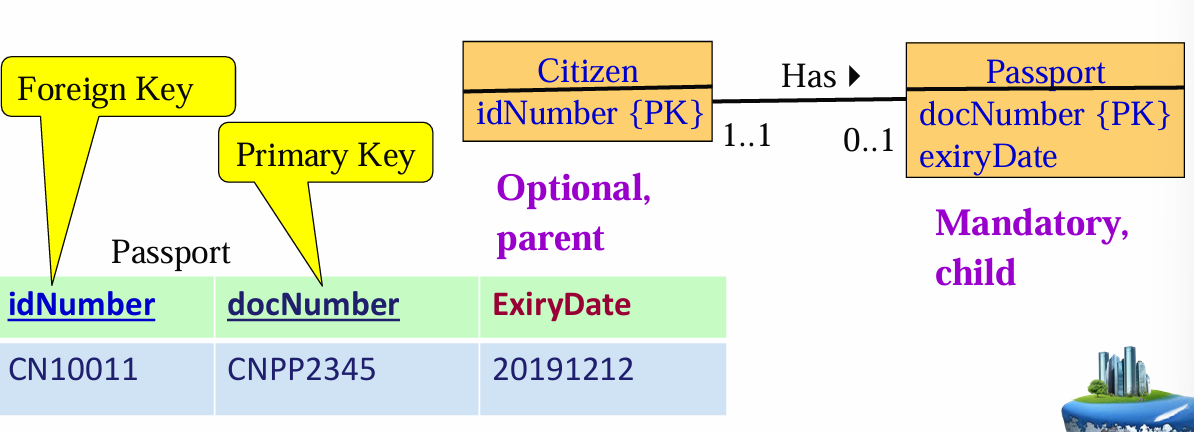 Foreign Key
Primary Key
Citizen
idNumber {PK}
Has
1..1
0..1
Passport
docNumber {PK}
exiryDate
Optional,
parent
Mandatory,
child
Passport
idNumber docNumber ExiryDate
CN10011 CNPP2345 20191212